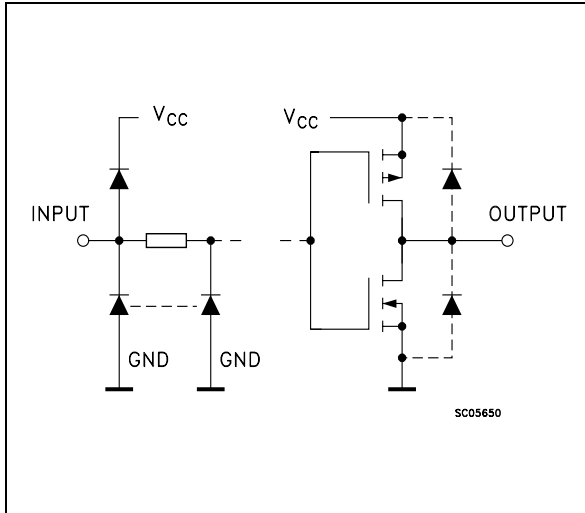 VCC
VCC
INPUT
OUTPUT
GND
GND
SC05650